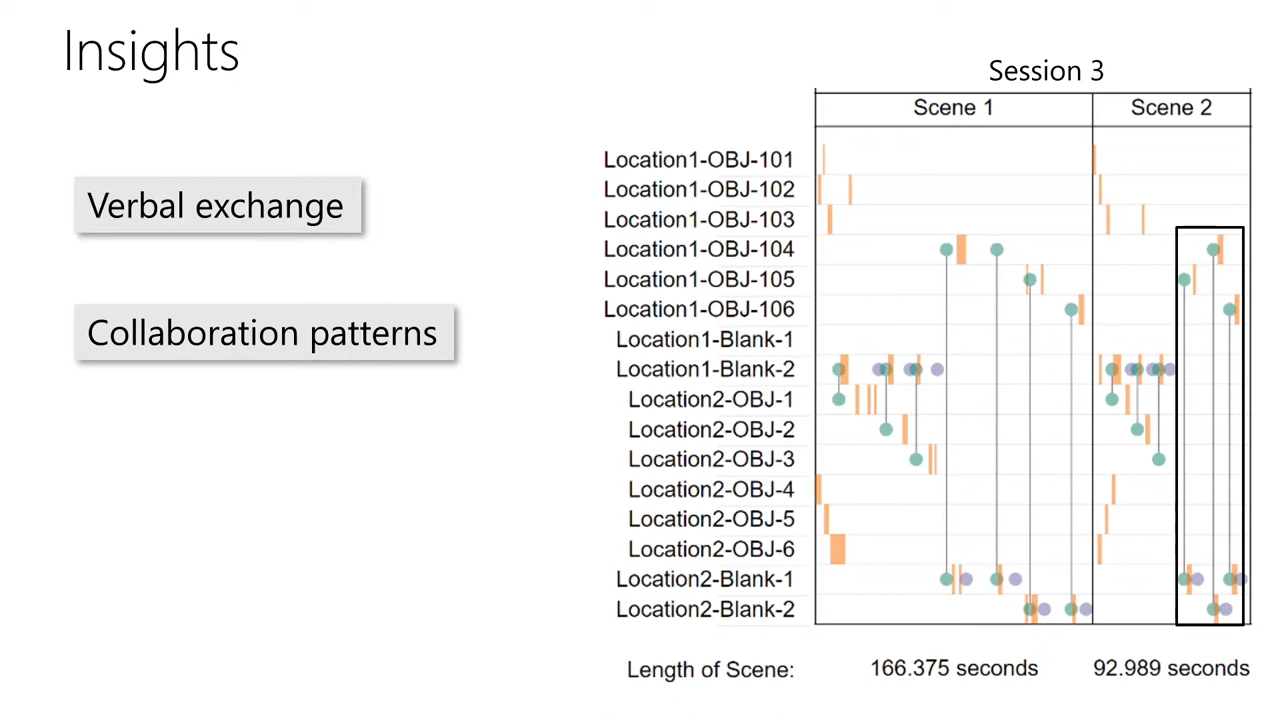 Insights
Verbal exchange
Collaboration patterns
Session 3
Scene 1
Scene 2
Location1-OBJ-101
Location1-OBJ-102
Location1-OBJ-103
Location1-OBJ-104
Location1-OBJ-105
Location1-OBJ-106
Location1-Blank-1
Location1-Blank-2
Location2-OBJ-1
Location2-OBJ-2
Location2-OBJ-3
Location2-OBJ-4
Location2-OBJ-5
Location2-OBJ-6
Location2-Blank-1
Location2-Blank-2
Length of Scene:
166.375 seconds
92.989 seconds